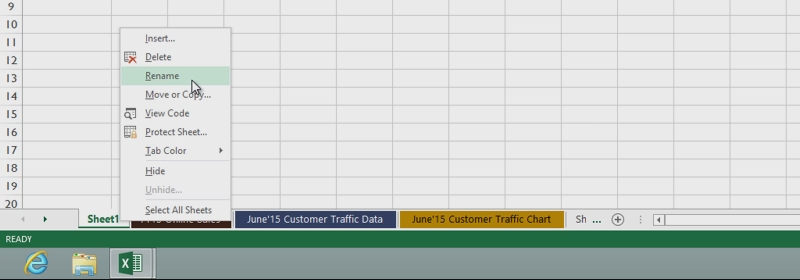 9
10
11
12
13
14
15
16
17
18
19
20
Insert...
Delete
Rename
Move or Copy...
View Code
Protect Sheet...
Tab Color
Hide
Unhide...
Select All Sheets
Sheet1 Online Sales June'15 Customer Traffic Data June'15 Customer Traffic Chart Sh ...
READY